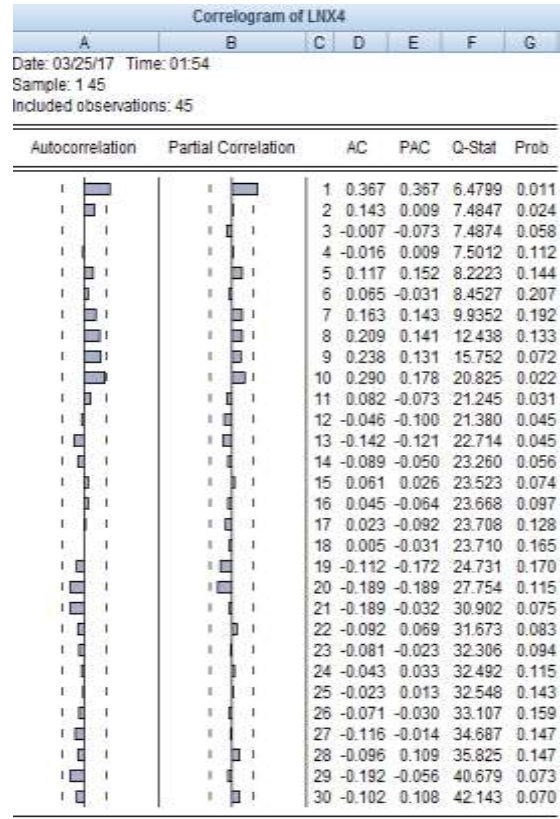 Correlogram of LNX4
A B C D E F G
Date: 03/25/17 Time: 01:54
Sample: 1 45
Included observations: 45
Autocorrelation Partial Correlation AC PAC Q-Stat Prob
1 0.367 0.367 6.4799 0.011
2 0.143 0.009 7.4847 0.024
3 -0.007 -0.073 7.4874 0.058
4 -0.016 0.009 7.5012 0.112
5 0.117 0.152 8.2223 0.144
6 0.065 -0.031 8.4527 0.207
7 0.163 0.143 9.9352 0.192
8 0.209 0.141 12.438 0.133
9 0.238 0.131 15.752 0.072
10 0.290 0.178 20.825 0.022
11 0.082 -0.073 21.245 0.031
12 -0.046 -0.100 21.380 0.045
13 -0.142 -0.121 22.714 0.045
14 -0.089 -0.050 23.260 0.056
15 0.061 0.026 23.523 0.074
16 0.045 -0.064 23.668 0.097
17 0.023 -0.092 23.708 0.128
18 0.005 -0.031 23.710 0.165
19 -0.112 -0.172 24.731 0.170
20 -0.189 -0.189 27.754 0.115
21 -0.189 -0.032 30.902 0.075
22 -0.092 0.069 31.673 0.083
23 -0.081 -0.023 32.306 0.094
24 -0.043 0.033 32.492 0.115
25 -0.023 0.013 32.548 0.143
26 -0.071 -0.030 33.107 0.159
27 -0.116 -0.014 34.687 0.147
28 -0.096 0.109 35.825 0.147
29 -0.192 -0.056 40.679 0.073
30 -0.102 0.108 42.143 0.070